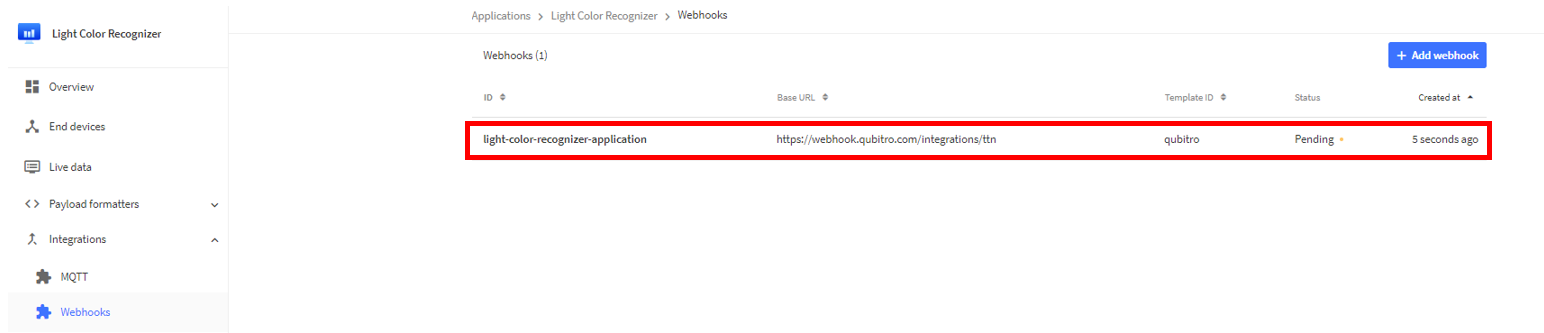 Light Color Recognizer
Overview
End devices
Live data
Payload formatters
Integrations
MQTT
Webhooks
Applications > Light Color Recognizer > Webhooks
Webhooks (1)
+ Add webhook
ID Base URL Template ID Status Created at
light-color-recognizer-application https://webhook.qubitro.com/integrations/ttn qubitro Pending 5 seconds ago